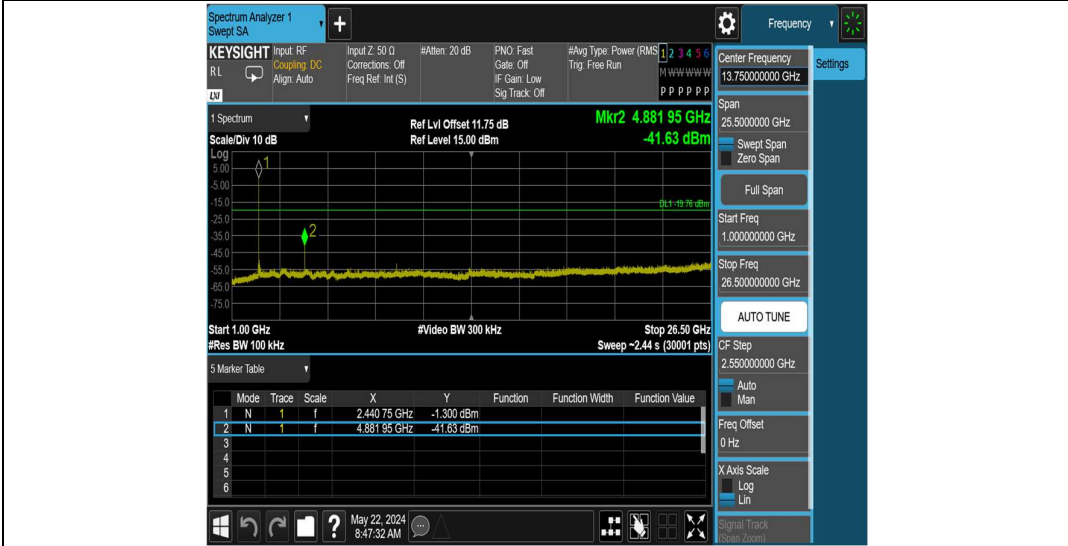 Spectrum Analyzer 1
Swept SA
+
Frequency
KEYSIGHT Input: RF Input Z: 50 Ω #Atten: 20 dB PNO: Fast #Avg Type: Power (RMS 1 2 3 4 5 6
RL Coupling: DC Corrections: Off Gate: Off Trig: Free Run M W W W W W
Align: Auto Freq Ref: Int (S) IF Gain: Low
LXI Sig Track: Off P P P P P P
1 Spectrum
Ref Lvl Offset 11.75 dB Mkr2 4.881 95 GHz
Scale/Div 10 dB Ref Level 15.00 dBm -41.63 dBm
Log
5.00
-5.00
-15.0
-25.0
-35.0
-45.0
-55.0
-65.0
-75.0
1
2
DL1 -19.76 dBm
Start 1.00 GHz #Video BW 300 kHz Stop 26.50 GHz
#Res BW 100 kHz Sweep ~2.44 s (30001 pts)
5 Marker Table
Mode Trace Scale X Y Function Function Width Function Value
1 N 1 f 2.440 75 GHz -1.300 dBm
2 N 1 f 4.881 95 GHz -41.63 dBm
3
4
5
6
?
May 22, 2024
8:47:32 AM
Settings
Center Frequency
13.750000000 GHz
Span
25.5000000 GHz
Swept Span
Zero Span
Full Span
Start Freq
1.000000000 GHz
Stop Freq
26.500000000 GHz
AUTO TUNE
CF Step
2.550000000 GHz
Auto
Man
Freq Offset
0 Hz
X Axis Scale
Log
Lin
Signal Track
(Span Zoom)